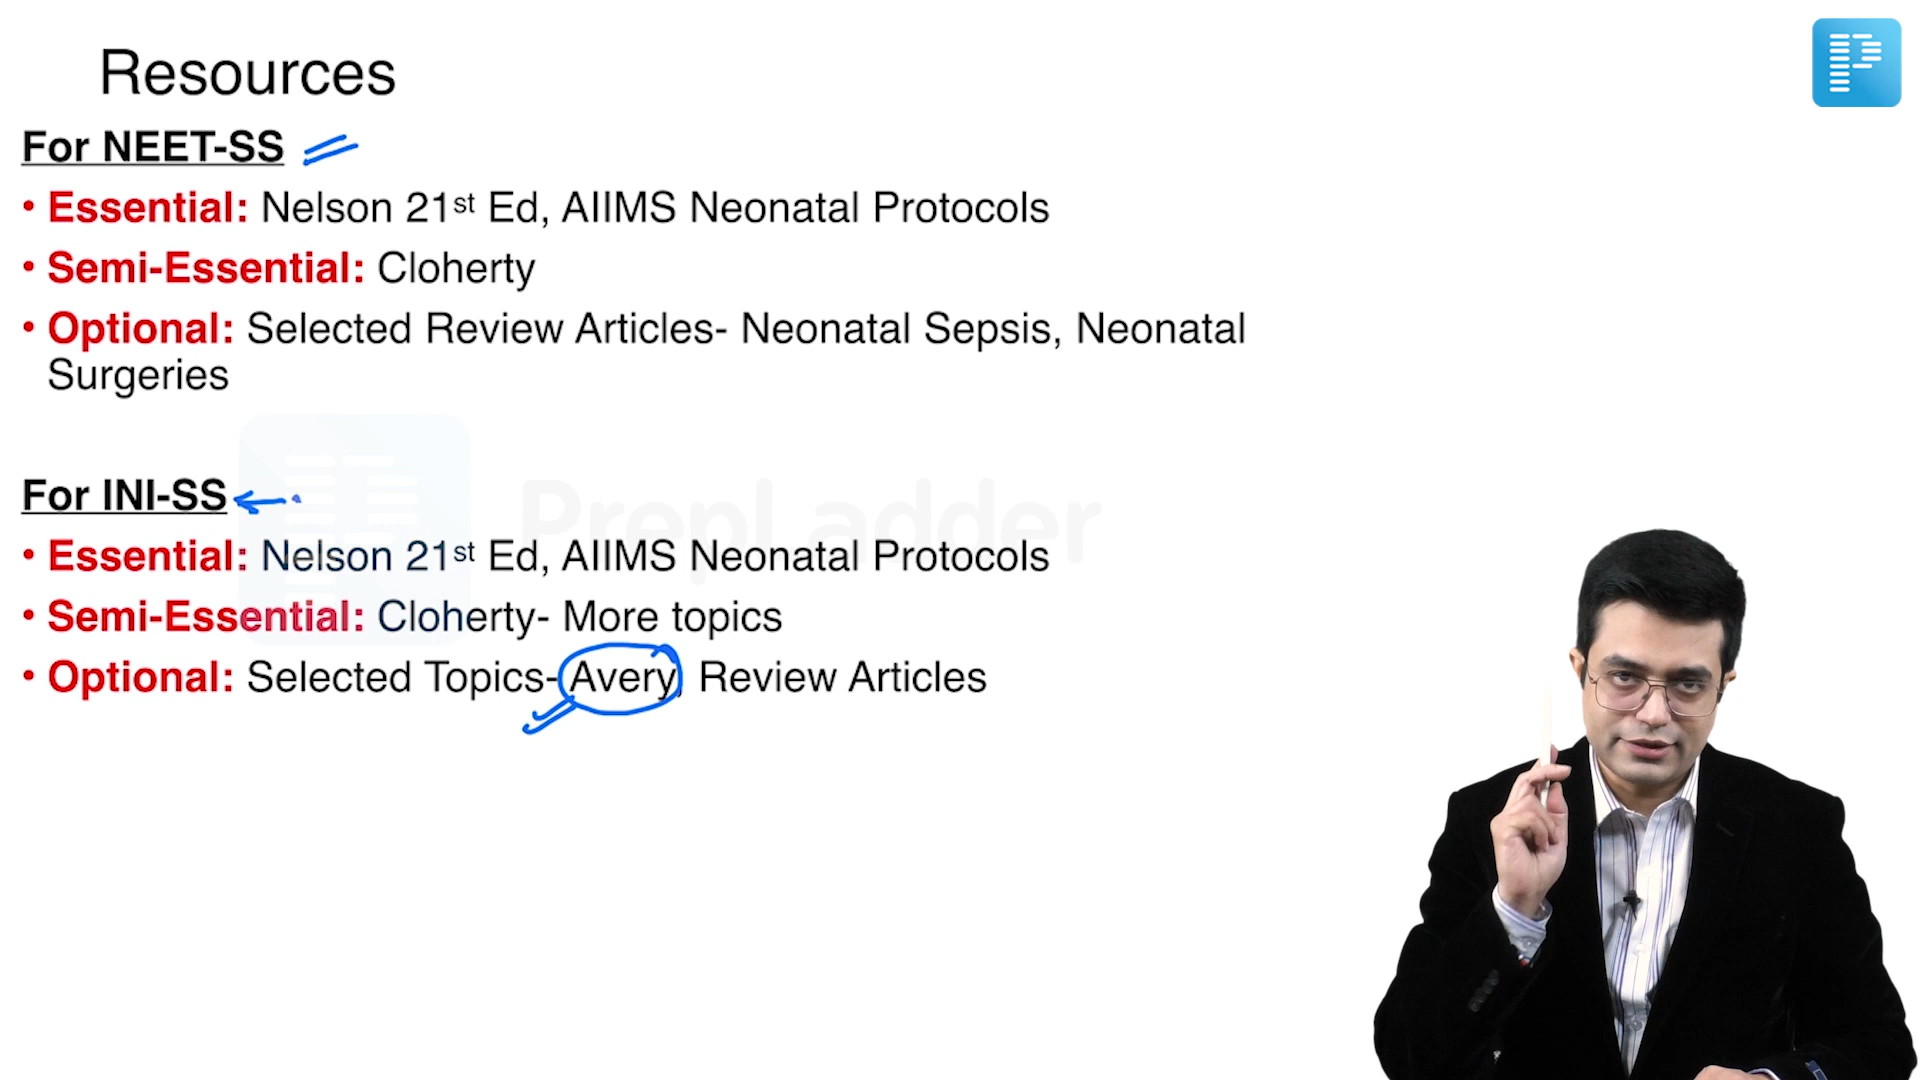 Resources
For NEET-SS
• Essential: Nelson 21st Ed, AIIMS Neonatal Protocols
• Semi-Essential: Cloherty
• Optional: Selected Review Articles- Neonatal Sepsis, Neonatal
Surgeries
PrepLadder
For INI-SS
• Essential: Nelson 21st Ed, AIIMS Neonatal Protocols
• Semi-Essential: Cloherty- More topics
• Optional: Selected Topics- Avery, Review Articles